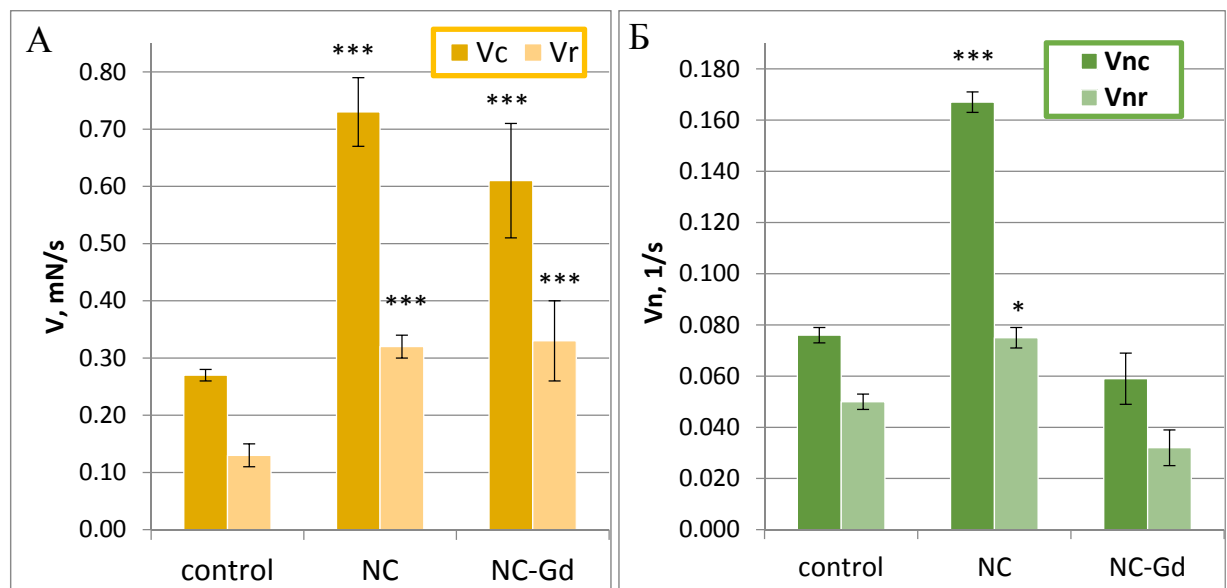 А
Vc Vr
V, mN/s
0.80
0.70
0.60
0.50
0.40
0.30
0.20
0.10
0.00
***
***
***
***
control NC NC-Gd
Б
Vnc
Vnr
Vn, 1/s
0.180
0.160
0.140
0.120
0.100
0.080
0.060
0.040
0.020
0.000
***
*
control NC NC-Gd